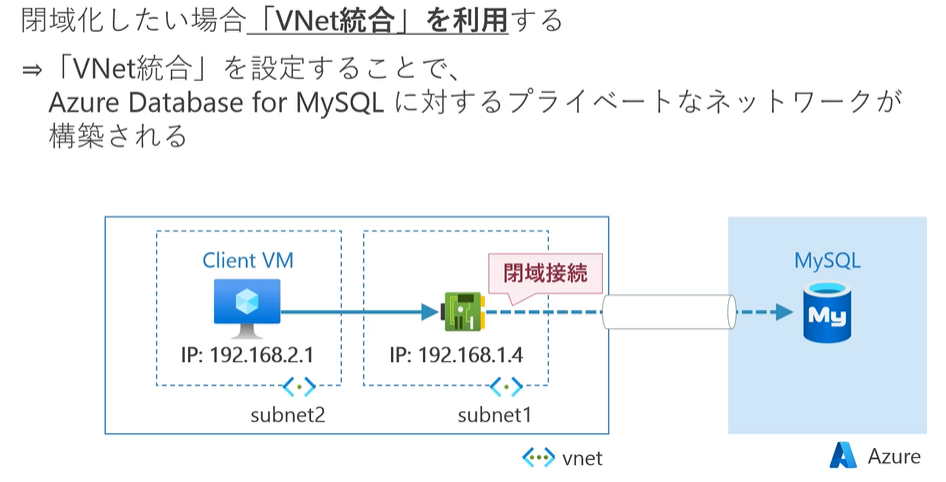 閉域化したい場合「VNet統合」を利用する
⇒「VNet統合」を設定することで、
Azure Database for MySQL に対するプライベートなネットワークが
構築される
Client VM
閉域接続
MySQL
My
IP: 192.168.2.1
IP: 192.168.1.4
subnet2
subnet1
vnet
Azure